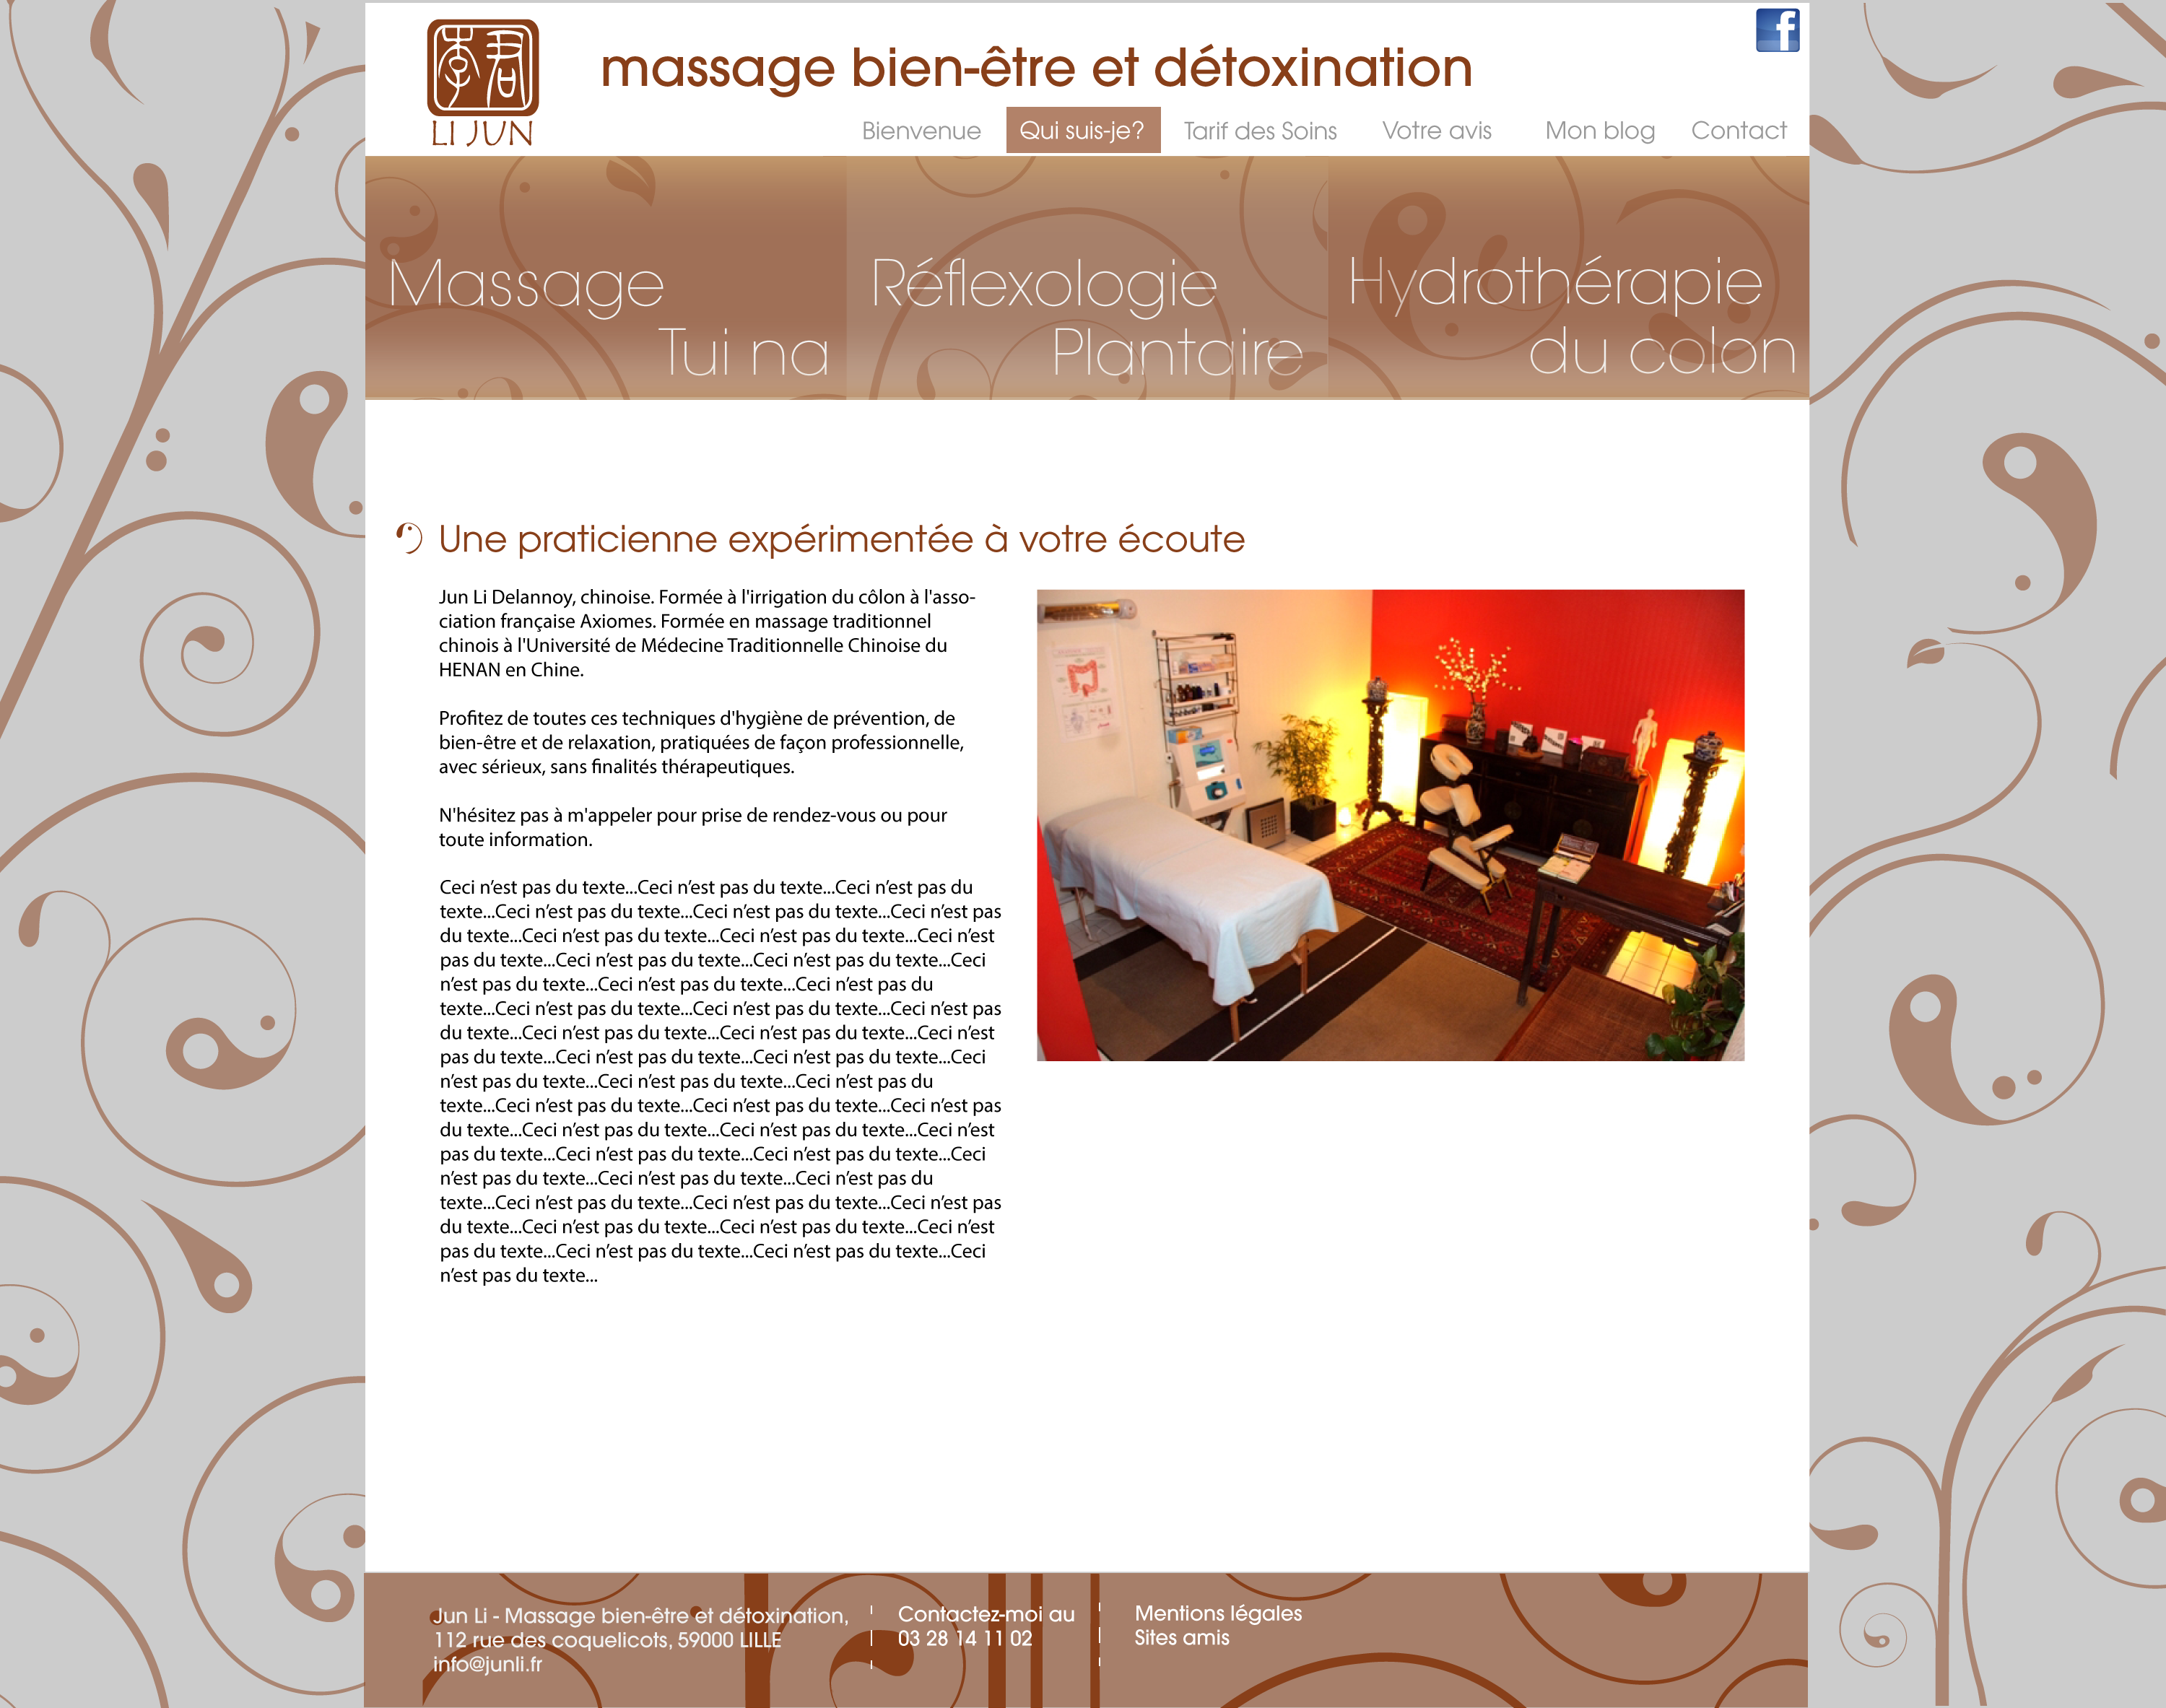 LI JUN
massage bien-être et détoxination
f
Bienvenue Qui suis-je? Tarif des Soins Votre avis Mon blog Contact
Massage
Tui na
Réflexologie
Plantaire
Hydrothérapie
du colon
Une praticienne expérimentée à votre écoute
Jun Li Delannoy, chinoise. Formée à l'irrigation du côlon à l'asso-
ciation française Axiomes. Formée en massage traditionnel
chinois à l'Université de Médecine Traditionnelle Chinoise du
HENAN en Chine.
Profitez de toutes ces techniques d'hygiène de prévention, de
bien-être et de relaxation, pratiquées de façon professionnelle,
avec sérieux, sans finalités thérapeutiques.
N'hésitez pas à m'appeler pour prise de rendez-vous ou pour
toute information.
Ceci n’est pas du texte...Ceci n’est pas du texte...Ceci n’est pas du
texte...Ceci n’est pas du texte...Ceci n’est pas du texte...Ceci n’est pas
du texte...Ceci n’est pas du texte...Ceci n’est pas du texte...Ceci n’est
pas du texte...Ceci n’est pas du texte...Ceci n’est pas du texte...Ceci
n’est pas du texte...Ceci n’est pas du texte...Ceci n’est pas du
texte...Ceci n’est pas du texte...Ceci n’est pas du texte...Ceci n’est pas
du texte...Ceci n’est pas du texte...Ceci n’est pas du texte...Ceci n’est
pas du texte...Ceci n’est pas du texte...Ceci n’est pas du texte...Ceci
n’est pas du texte...Ceci n’est pas du texte...Ceci n’est pas du
texte...Ceci n’est pas du texte...Ceci n’est pas du texte...Ceci n’est pas
du texte...Ceci n’est pas du texte...Ceci n’est pas du texte...Ceci n’est
pas du texte...Ceci n’est pas du texte...Ceci n’est pas du texte...Ceci
n’est pas du texte...Ceci n’est pas du texte...Ceci n’est pas du
texte...Ceci n’est pas du texte...Ceci n’est pas du texte...Ceci n’est pas
du texte...Ceci n’est pas du texte...Ceci n’est pas du texte...Ceci n’est
pas du texte...Ceci n’est pas du texte...Ceci n’est pas du texte...Ceci
n’est pas du texte...
Jun Li - Massage bien-être et détoxination,
112 rue des coquelicots, 59000 LILLE
info@junli.fr
Contactez-moi au
03 28 14 11 02
Mentions légales
Sites amis